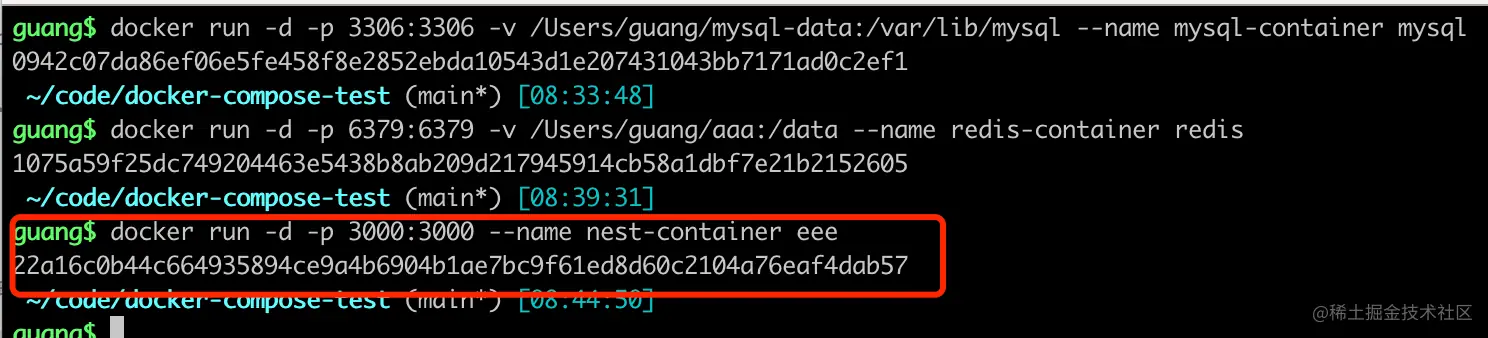 guang$ docker run -d -p 3306:3306 -v /Users/guang/mysql-data:/var/lib/mysql --name mysql-container mysql
0942c07da86ef06e5fe458f8e2852ebda10543d1e207431043bb7171ad0c2ef1
~/code/docker-compose-test (main*) [08:33:48]
guang$ docker run -d -p 6379:6379 -v /Users/guang/aaa:/data --name redis-container redis
1075a59f25dc749204463e5438b8ab209d217945914cb58a1dbf7e21b2152605
~/code/docker-compose-test (main*) [08:39:31]
guang$ docker run -d -p 3000:3000 --name nest-container eee
22a16c0b44c664935894ce9a4b6904b1ae7bc9f61ed8d60c2104a76eaf4dab57
~/code/docker-compose-test (main*) [08:44:50]
guang$
@稀土掘金技术社区